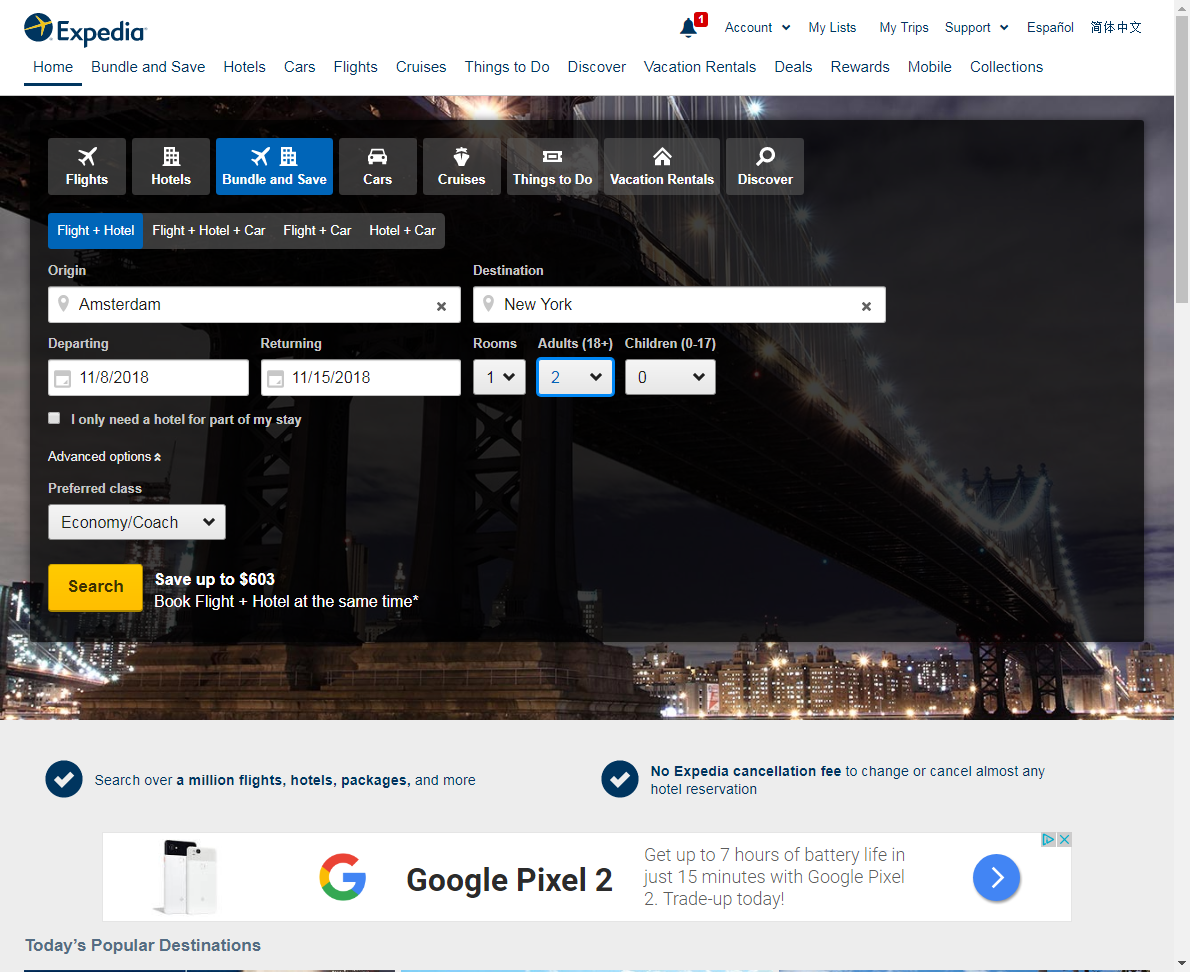 Expedia
1
Account
My Lists
My Trips
Support
Español
简体中文
Home
Bundle and Save
Hotels
Cars
Flights
Cruises
Things to Do
Discover
Vacation Rentals
Deals
Rewards
Mobile
Collections
Flights
Hotels
Bundle and Save
Cars
Cruises
Things to Do
Vacation Rentals
Discover
Flight + Hotel
Flight + Hotel + Car
Flight + Car
Hotel + Car
Origin
Destination
Amsterdam
New York
Departing
Returning
Rooms
Adults (18+)
Children (0-17)
11/8/2018
11/15/2018
1
2
0
I only need a hotel for part of my stay
Advanced options
Preferred class
Economy/Coach
Search
Save up to $603
Book Flight + Hotel at the same time*
Search over a million flights, hotels, packages, and more
No Expedia cancellation fee to change or cancel almost any
hotel reservation
G
Google Pixel 2
Get up to 7 hours of battery life in
just 15 minutes with Google Pixel
2. Trade-up today!
Today's Popular Destinations